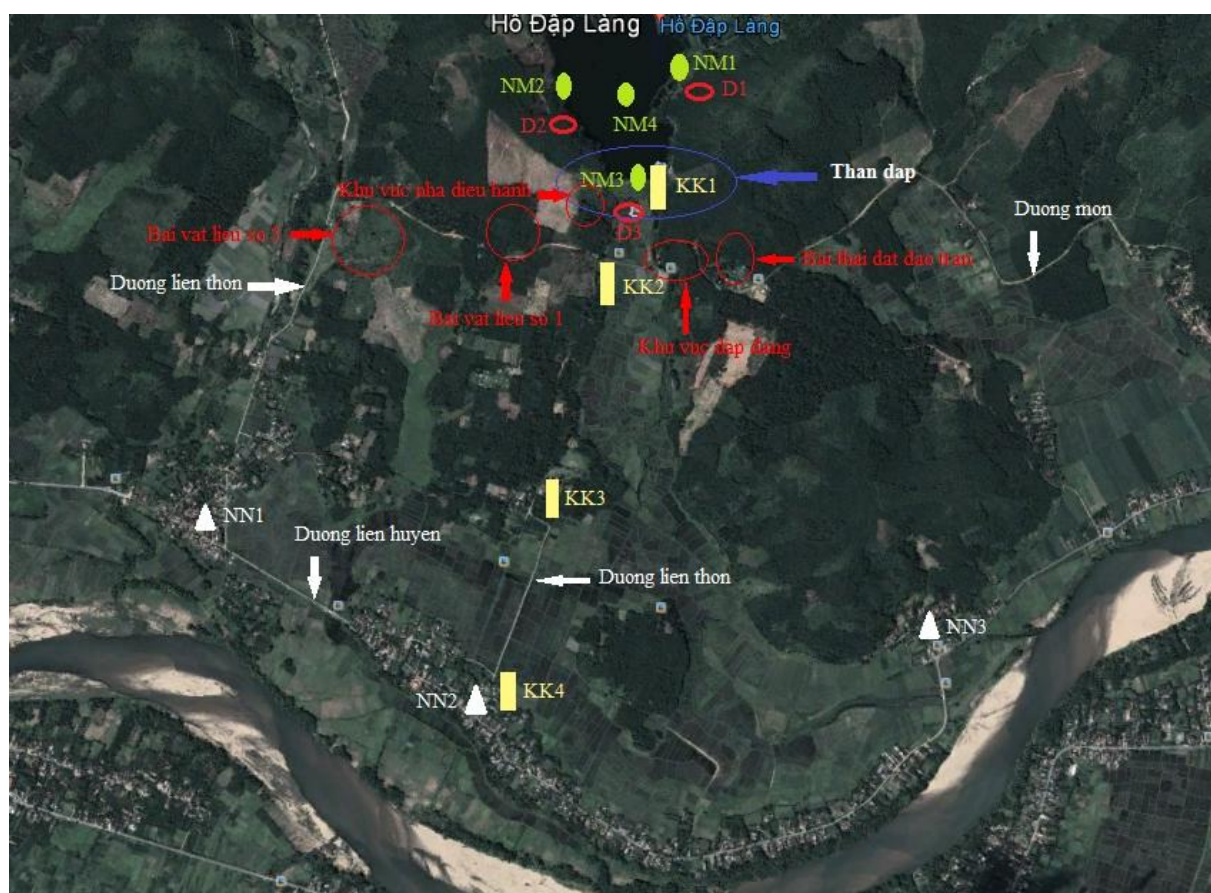 Hồ Đập Làng Hồ Đập Làng
NM1
NM2
D1
NM4
D2
Than dap
NM3
KK1
Khu vuc nha dieu hanh
Duong mon
D3
Bai vat lieu so 3
Bai thai dat dao tran
Duong lien thon
KK2
Bai vat lieu so 1
Khu vuc dap dang
KK3
NN1
Duong lien huyen
Duong lien thon
NN3
NN2
KK4